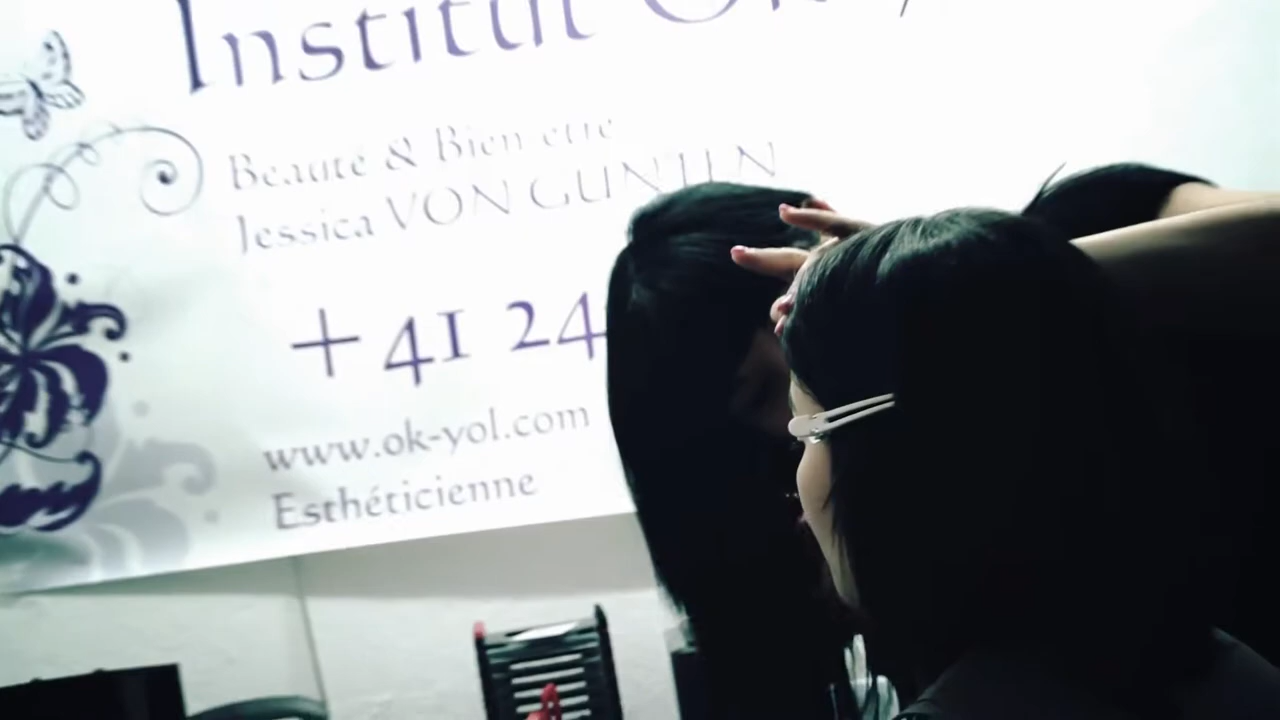 Institut
Beauté & Bien etre
Jessica VON GUNTEN
+41 24
www.ok-yol.com
Esthéticienne